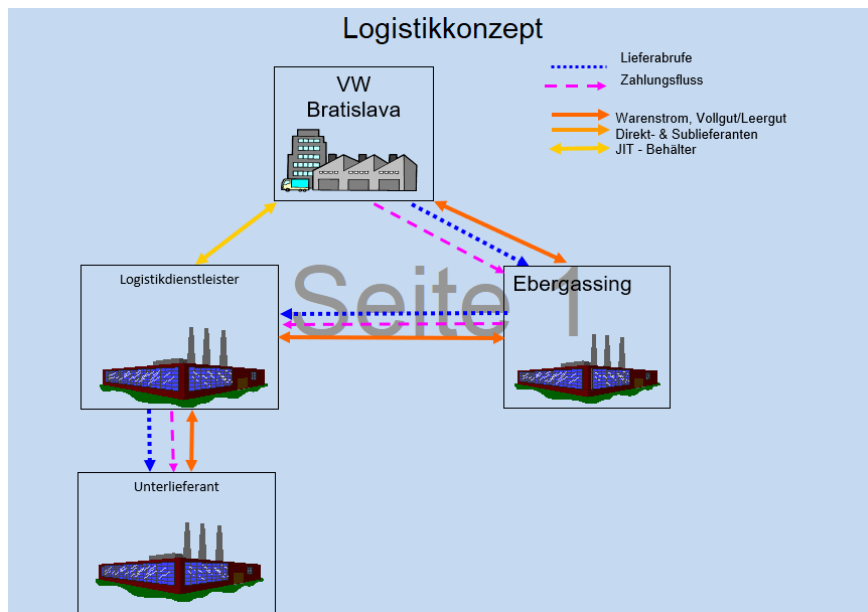 Logistikkonzept
Lieferabrufe
Zahlungsfluss
VW
Bratislava
Warenstrom, Vollgut/Leergut
Direkt- & Sublieferanten
JIT - Behälter
Logistikdienstleister
Seite 1
Ebergassing
Unterlieferant